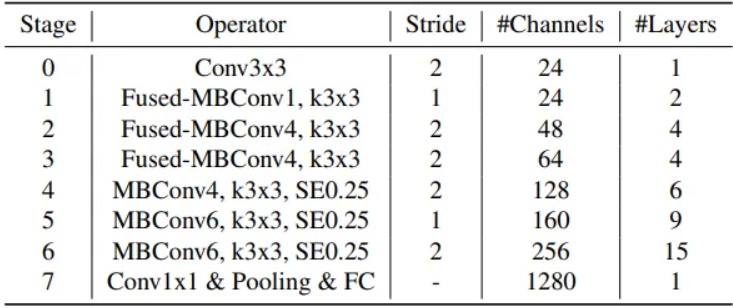 Stage Operator Stride #Channels #Layers
0 Conv3x3 2 24 1
1 Fused-MBConv1, k3x3 1 24 2
2 Fused-MBConv4, k3x3 2 48 4
3 Fused-MBConv4, k3x3 2 64 4
4 MBConv4, k3x3, SE0.25 2 128 6
5 MBConv6, k3x3, SE0.25 1 160 9
6 MBConv6, k3x3, SE0.25 2 256 15
7 Conv1x1 & Pooling & FC - 1280 1